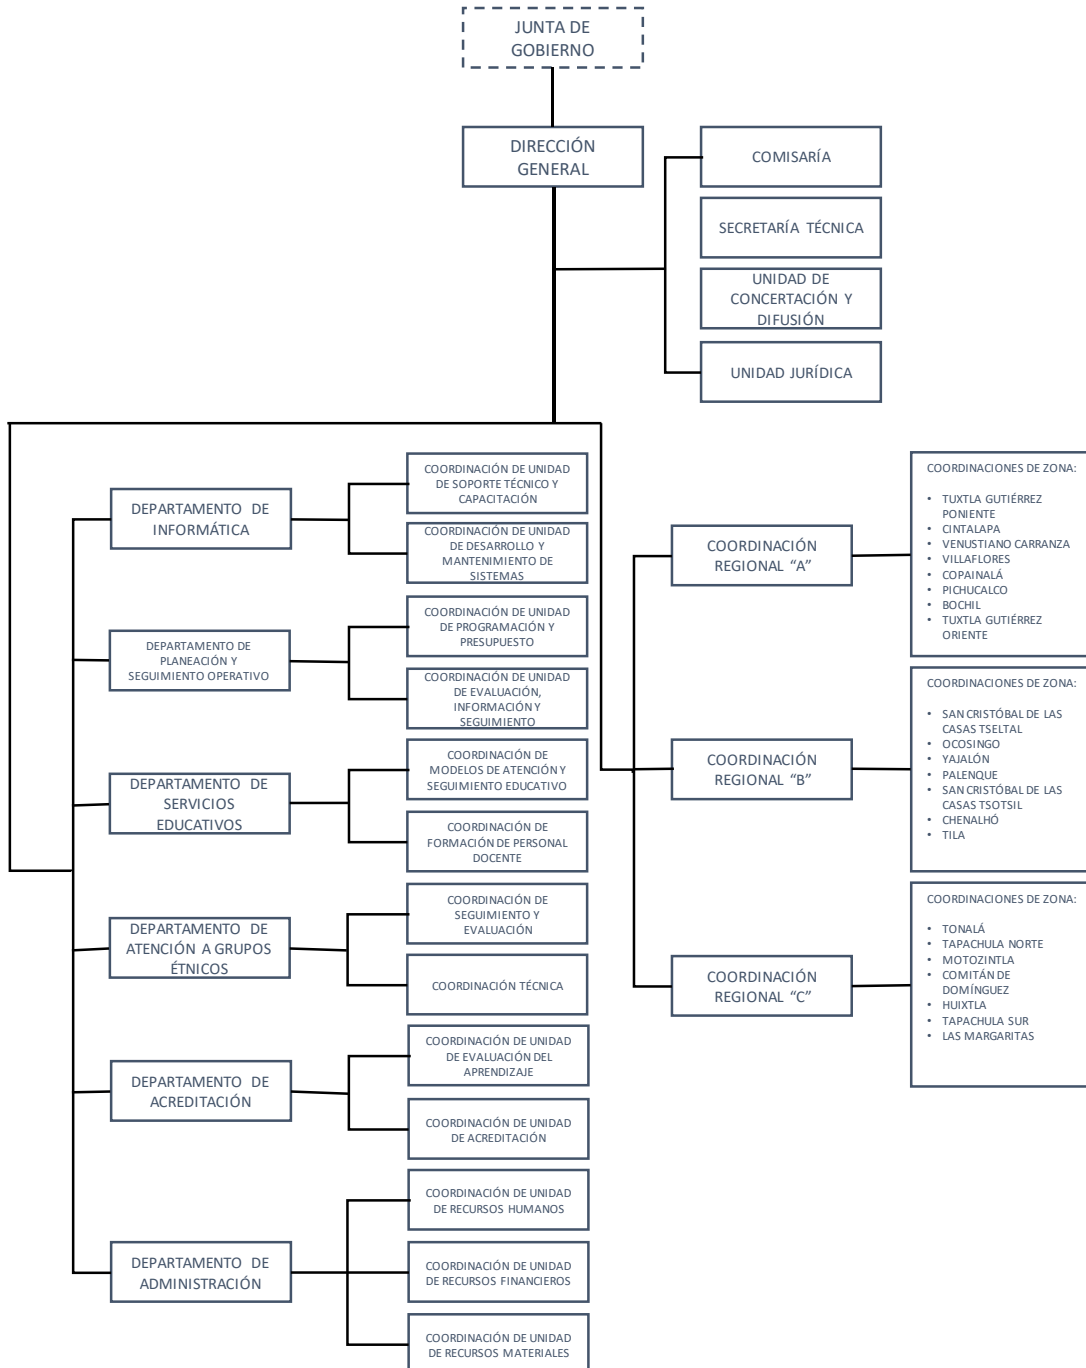 JUNTA DE
GOBIERNO
DIRECCIÓN
GENERAL
COMISARÍA
SECRETARÍA TÉCNICA
UNIDAD DE
CONCERTACIÓN Y
DIFUSIÓN
UNIDAD JURÍDICA
DEPARTAMENTO DE
INFORMÁTICA
COORDINACIÓN DE UNIDAD
DE SOPORTE TÉCNICO Y
CAPACITACIÓN
COORDINACIÓN DE UNIDAD
DE DESARROLLO Y
MANTENIMIENTO DE
SISTEMAS
DEPARTAMENTO DE
PLANEACIÓN Y
SEGUIMIENTO OPERATIVO
COORDINACIÓN DE UNIDAD
DE PROGRAMACIÓN Y
PRESUPUESTO
COORDINACIÓN DE UNIDAD
DE EVALUACIÓN,
INFORMACIÓN Y
SEGUIMIENTO
DEPARTAMENTO DE
SERVICIOS
EDUCATIVOS
COORDINACIÓN DE
MODELOS DE ATENCIÓN Y
SEGUIMIENTO EDUCATIVO
COORDINACIÓN DE
FORMACIÓN DE PERSONAL
DOCENTE
DEPARTAMENTO DE
ATENCIÓN A GRUPOS
ÉTNICOS
COORDINACIÓN DE
SEGUIMIENTO Y
EVALUACIÓN
COORDINACIÓN TÉCNICA
DEPARTAMENTO DE
ACREDITACIÓN
COORDINACIÓN DE UNIDAD
DE EVALUACIÓN DEL
APRENDIZAJE
COORDINACIÓN DE UNIDAD
DE ACREDITACIÓN
DEPARTAMENTO DE
ADMINISTRACIÓN
COORDINACIÓN DE UNIDAD
DE RECURSOS HUMANOS
COORDINACIÓN DE UNIDAD
DE RECURSOS FINANCIEROS
COORDINACIÓN DE UNIDAD
DE RECURSOS MATERIALES
COORDINACIÓN
REGIONAL “A”
COORDINACIONES DE ZONA:
• TUXTLA GUTIÉRREZ
PONIENTE
• CINTALAPA
• VENUSTIANO CARRANZA
• VILLAFLORES
• COPAINALÁ
• PICHUCALCO
• BOCHIL
• TUXTLA GUTIÉRREZ
ORIENTE
COORDINACIÓN
REGIONAL “B”
COORDINACIONES DE ZONA:
• SAN CRISTÓBAL DE LAS
CASAS TSELTAL
• OCOSINGO
• YAJALÓN
• PALENQUE
• SAN CRISTÓBAL DE LAS
CASAS TSOTSIL
• CHENALHÓ
• TILA
COORDINACIÓN
REGIONAL “C”
COORDINACIONES DE ZONA:
• TONALÁ
• TAPACHULA NORTE
• MOTOZINTLA
• COMITÁN DE
DOMÍNGUEZ
• HUIXTLA
• TAPACHULA SUR
• LAS MARGARITAS